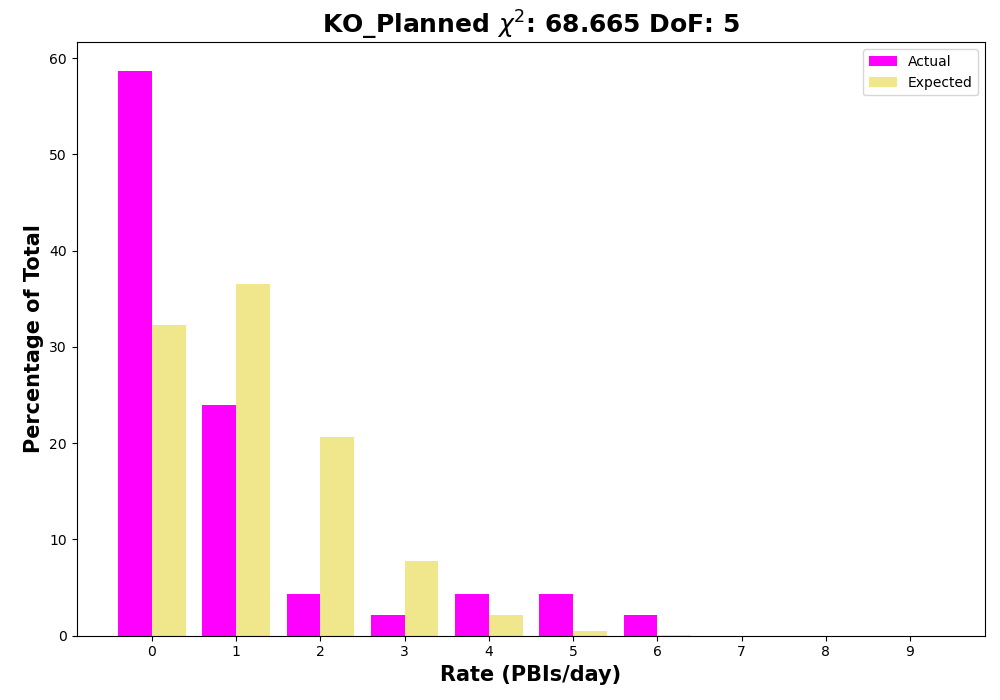 KO_Planned χ²: 68.665 DoF: 5
Actual
Expected
Percentage of Total
60
50
40
30
20
10
0
0 1 2 3 4 5 6 7 8 9
Rate (PBIs/day)